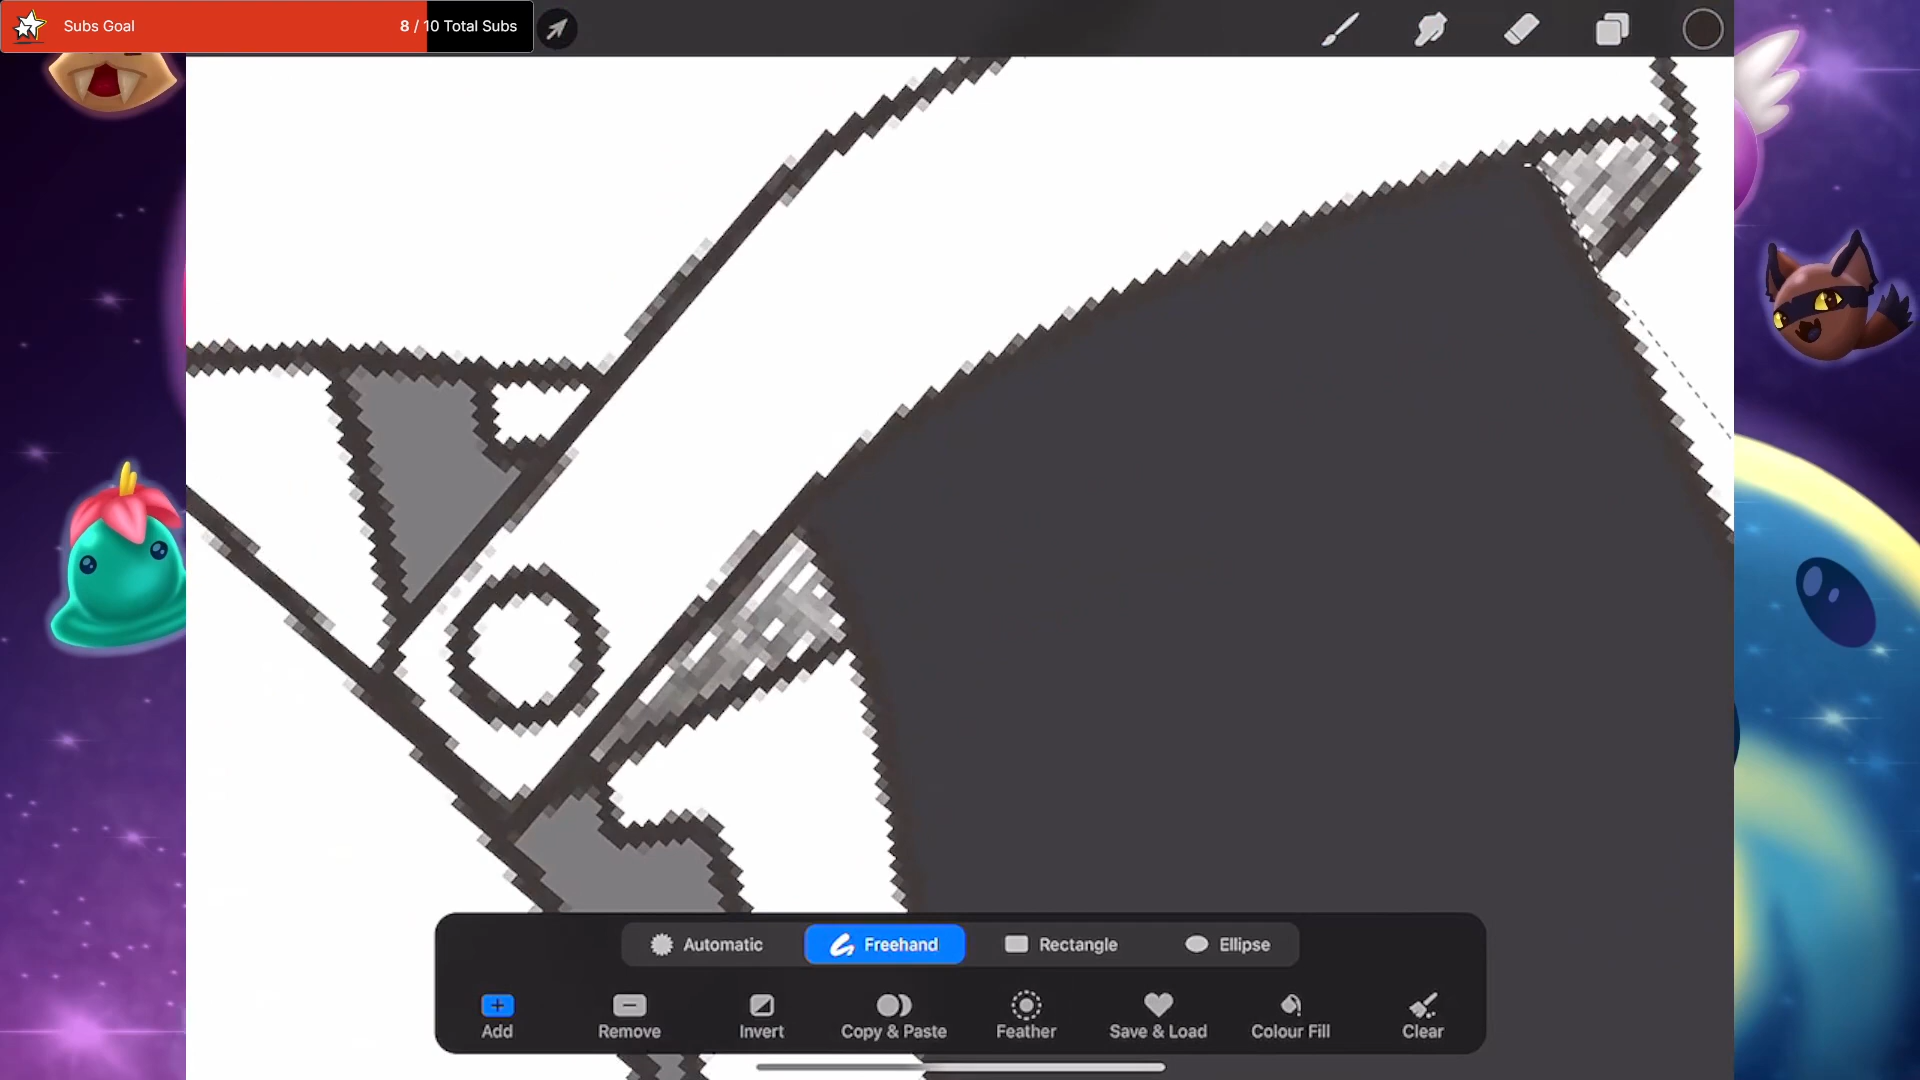 Subs Goal 8 / 10 Total Subs
Automatic Freehand Rectangle Ellipse
Add Remove Invert Copy & Paste Feather Save & Load Colour Fill Clear